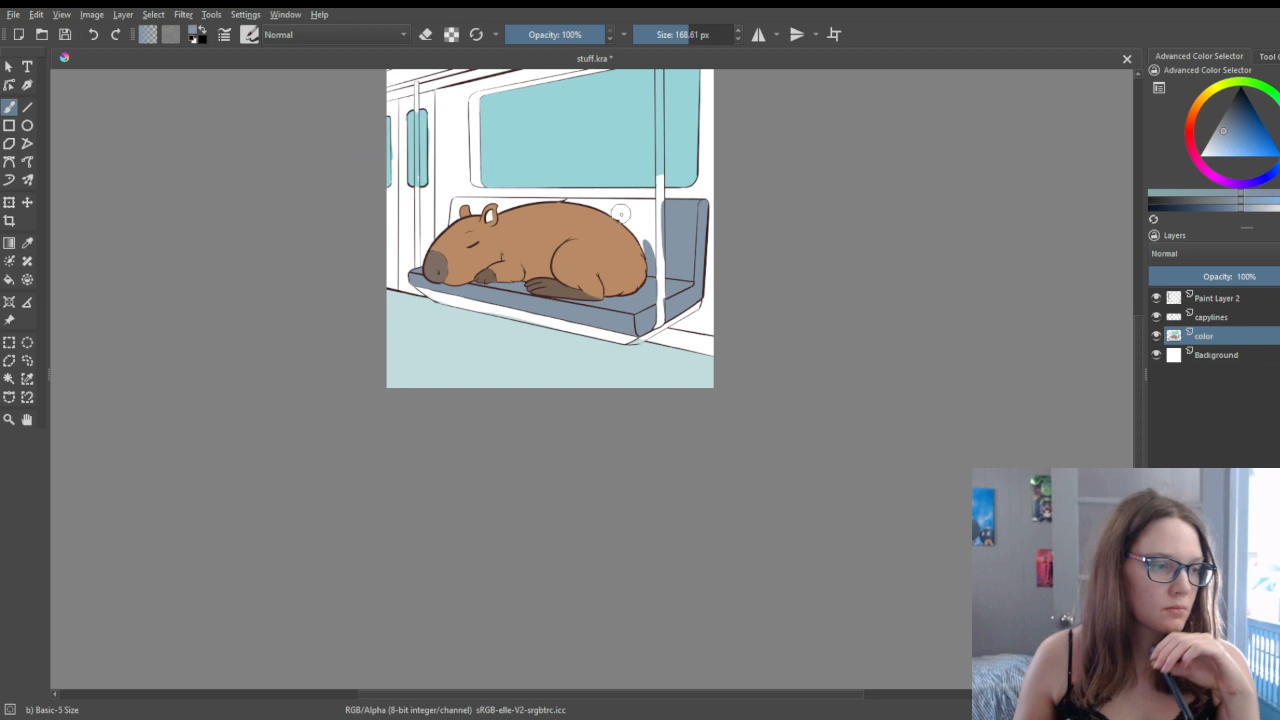 File Edit View Image Layer Select Filter Tools Settings Window Help
Normal Opacity: 100% Size: 168.61 px
stuff.kra *
Advanced Color Selector Tool
Advanced Color Selector
Layers
Normal
Opacity: 100%
Paint Layer 2
capylines
color
Background
b) Basic-5 Size RGB/Alpha (8-bit integer/channel) sRGB-elle-V2-srgbtrc.icc